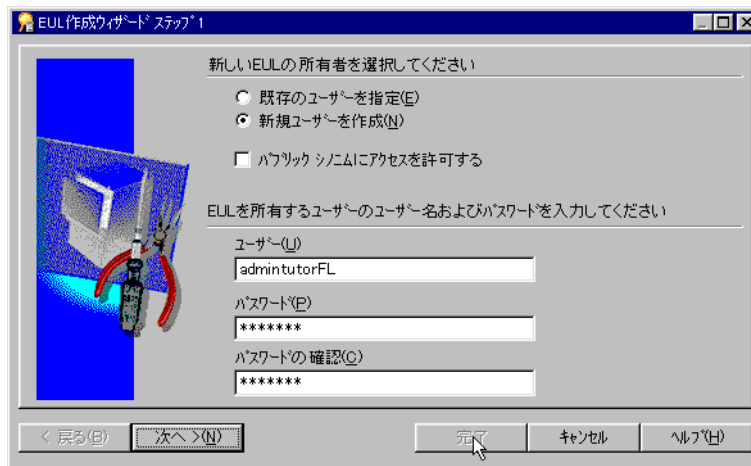 EUL作成ウィザード ステップ1
新しいEULの所有者を選択してください
既存のユーザーを指定(E)
新規ユーザーを作成(N)
パブリック シノニムにアクセスを許可する
EULを所有するユーザーのユーザー名およびパスワードを入力してください
ユーザー(U)
admintutorFL
パスワード(P)
*******
パスワードの確認(C)
*******
< 戻る(B) 次へ >(N) 完了 キャンセル ヘルプ(H)